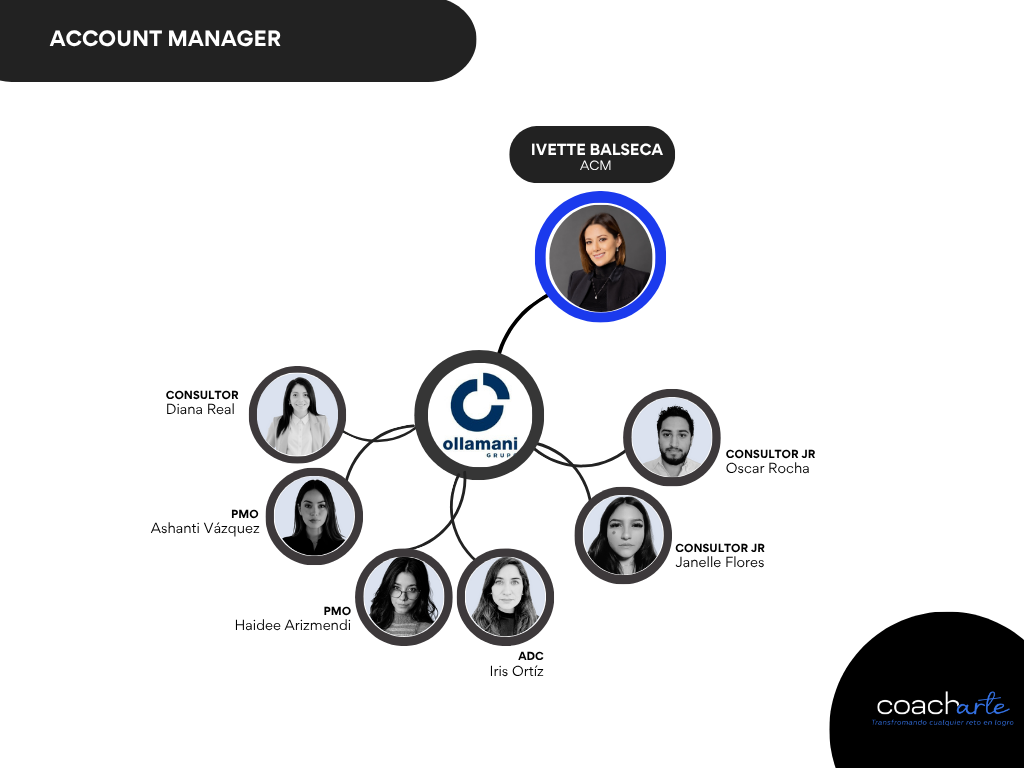 ACCOUNT MANAGER
IVETTE BALSECA
ACM
CONSULTOR
Diana Real
ollamani
GRUPO
CONSULTOR JR
Oscar Rocha
PMO
Ashanti Vázquez
CONSULTOR JR
Janelle Flores
PMO
Haidee Arizmendi
ADC
Iris Ortíz
coacharte
Transfromando cualquier reto en logro